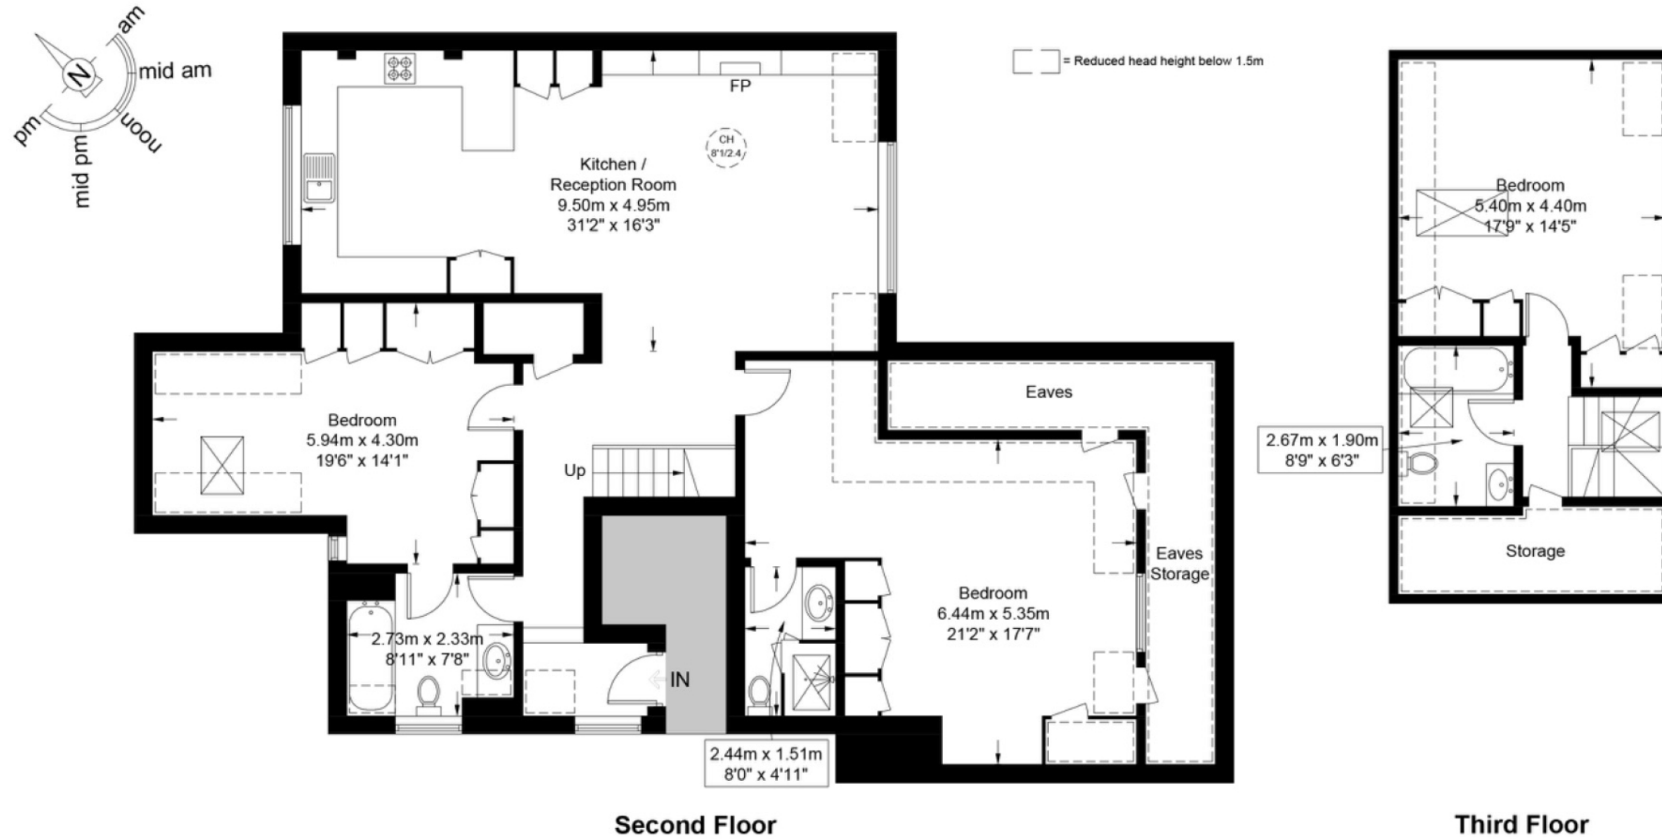 am
mid am
noon
mid pm
pm
N
= Reduced head height below 1.5m
FP
CH
8'1/2.4
Kitchen /
Reception Room
9.50m x 4.95m
31'2" x 16'3"
Bedroom
5.94m x 4.30m
19'6" x 14'1"
Up
Eaves
Eaves
Storage
Bedroom
6.44m x 5.35m
21'2" x 17'7"
2.73m x 2.33m
8'11" x 7'8"
IN
2.44m x 1.51m
8'0" x 4'11"
Second Floor
Bedroom
5.40m x 4.40m
17'9" x 14'5"
2.67m x 1.90m
8'9" x 6'3"
Storage
Third Floor